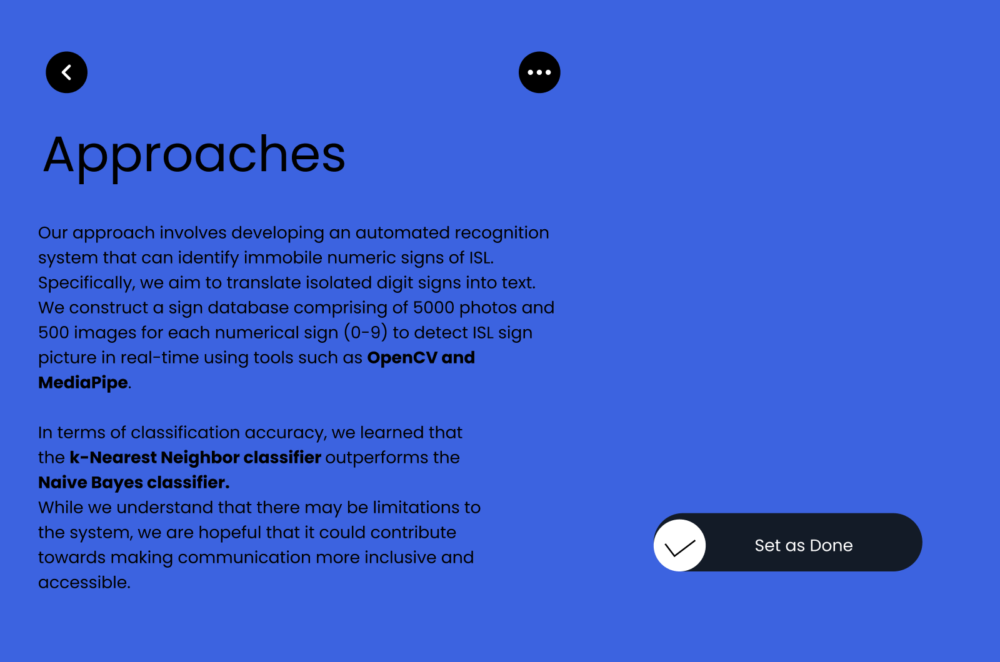 Approaches
Our approach involves developing an automated recognition
system that can identify immobile numeric signs of ISL.
Specifically, we aim to translate isolated digit signs into text.
We construct a sign database comprising of 5000 photos and
500 images for each numerical sign (0-9) to detect ISL sign
picture in real-time using tools such as OpenCV and
MediaPipe.
In terms of classification accuracy, we learned that
the k-Nearest Neighbor classifier outperforms the
Naive Bayes classifier.
While we understand that there may be limitations to
the system, we are hopeful that it could contribute
towards making communication more inclusive and
accessible.
Set as Done